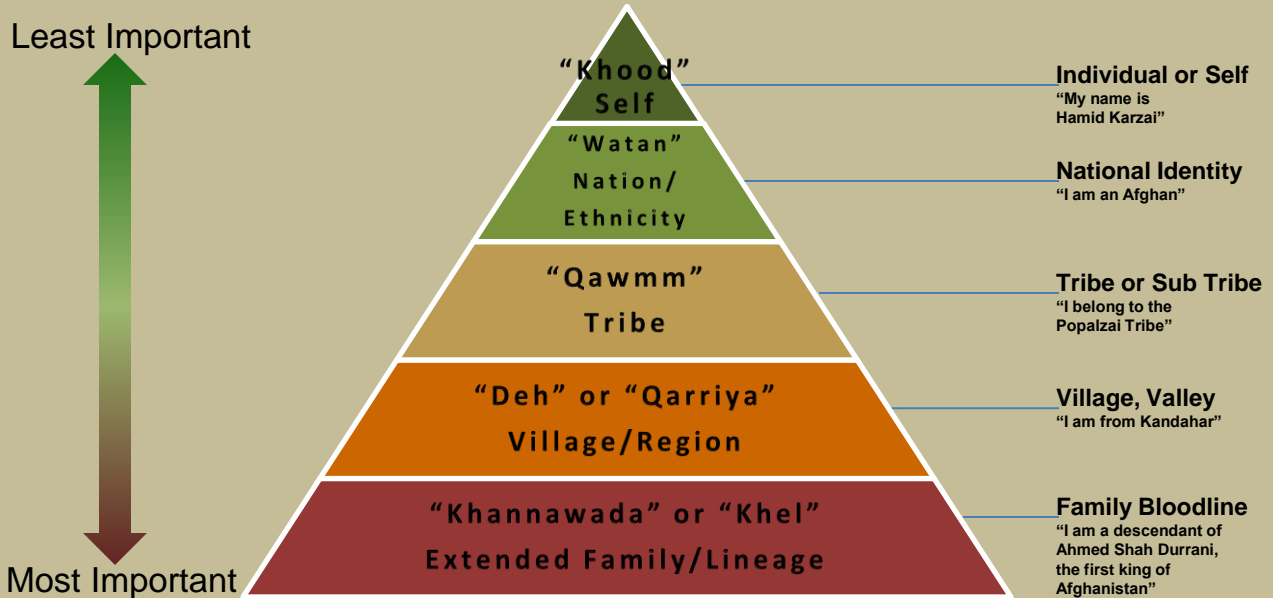 Least Important
Most Important
“Khood”
Self
“Watan”
Nation/
Ethnicity
“Qawmm”
Tribe
“Deh” or “Qarriya”
Village/Region
“Khannawada” or “Khel”
Extended Family/Lineage
Individual or Self
“My name is
Hamid Karzai”
National Identity
“I am an Afghan”
Tribe or Sub Tribe
“I belong to the
Popalzai Tribe”
Village, Valley
“I am from Kandahar”
Family Bloodline
“I am a descendant of
Ahmed Shah Durrani,
the first king of
Afghanistan”